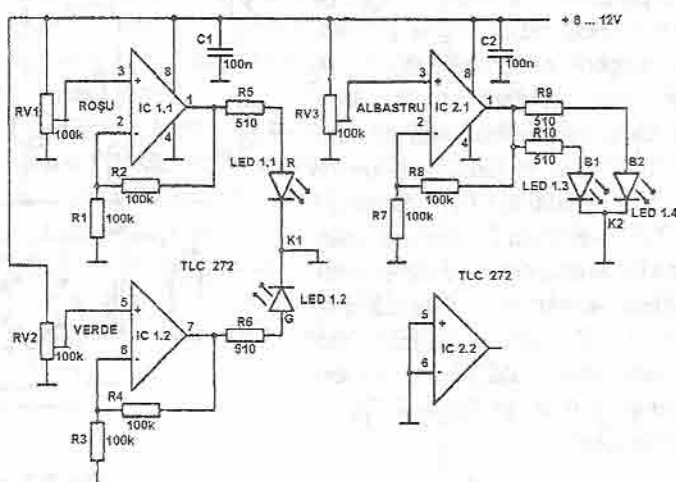 + 8 ... 12V
C1
100n
C2
100n
RV1
100k
ROȘU
3
+
2
-
8
IC 1.1
1
4
R5
510
R2
100k
R1
100k
LED 1.1
R
K1
TLC 272
LED 1.2
G
RV2
100k
VERDE
5
+
6
-
IC 1.2
7
R6
510
R4
100k
R3
100k
RV3
100k
ALBASTRU
3
+
2
-
8
IC 2.1
1
4
R9
510
R10
510
R8
100k
R7
100k
B1
B2
LED 1.3
LED 1.4
K2
TLC 272
5
+
6
-
IC 2.2